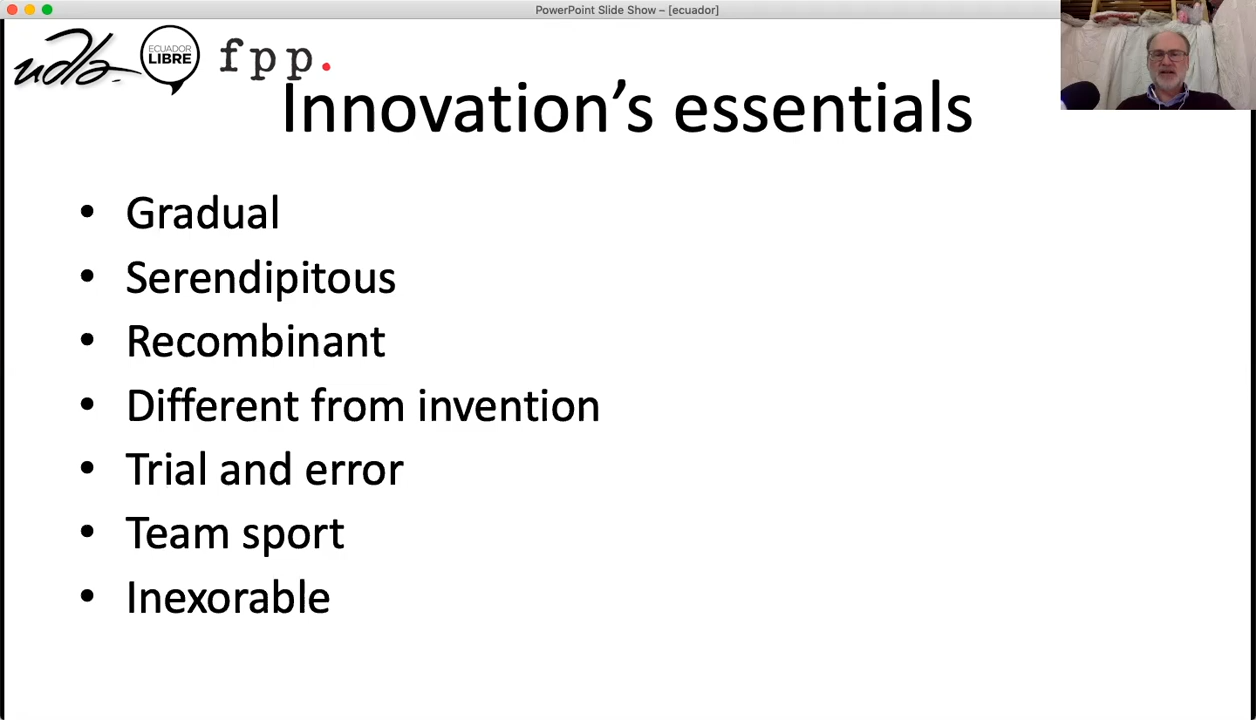 PowerPoint Slide Show – [ecuador]
udla.
ECUADOR
LIBRE
fpp.
Innovation's essentials
• Gradual
• Serendipitous
• Recombinant
• Different from invention
• Trial and error
• Team sport
• Inexorable